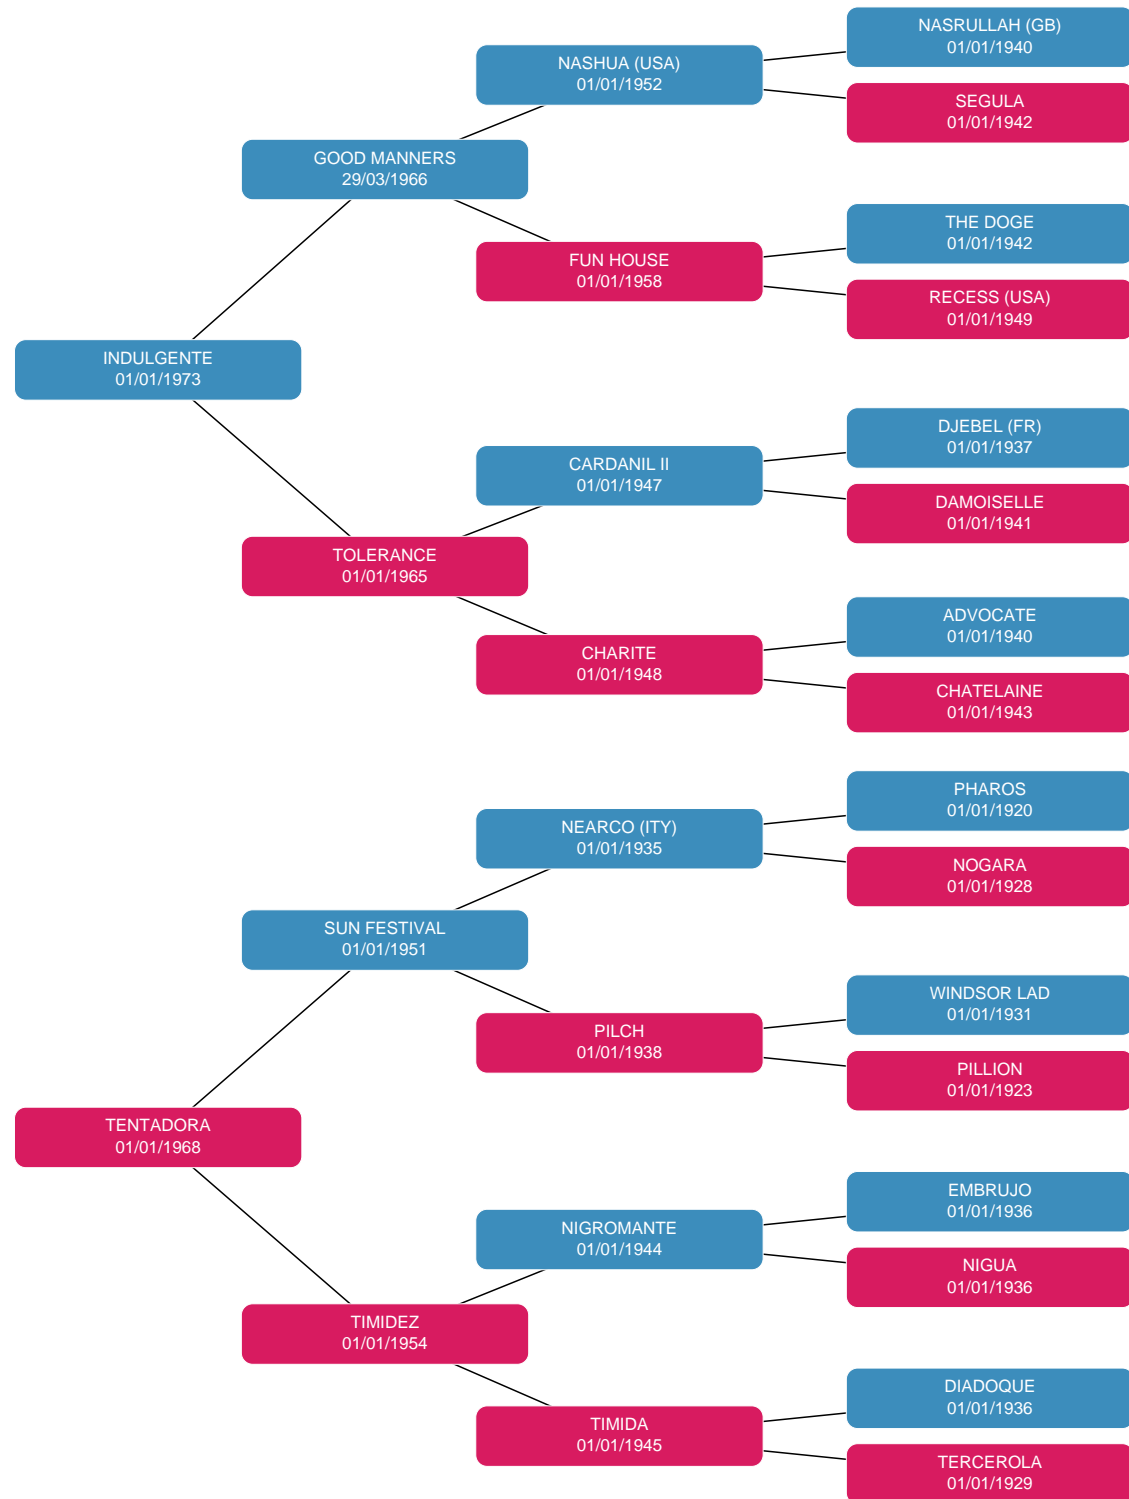 NASRULLAH (GB)
01/01/1940
NASHUA (USA)
01/01/1952
SEGULA
01/01/1942
GOOD MANNERS
29/03/1966
THE DOGE
01/01/1942
FUN HOUSE
01/01/1958
RECESS (USA)
01/01/1949
INDULGENTE
01/01/1973
DJEBEL (FR)
01/01/1937
CARDANIL II
01/01/1947
DAMOISELLE
01/01/1941
TOLERANCE
01/01/1965
ADVOCATE
01/01/1940
CHARITE
01/01/1948
CHATELAINE
01/01/1943
PHAROS
01/01/1920
NEARCO (ITY)
01/01/1935
NOGARA
01/01/1928
SUN FESTIVAL
01/01/1951
WINDSOR LAD
01/01/1931
PILCH
01/01/1938
PILLION
01/01/1923
TENTADORA
01/01/1968
EMBRUJO
01/01/1936
NIGROMANTE
01/01/1944
NIGUA
01/01/1936
TIMIDEZ
01/01/1954
DIADOQUE
01/01/1936
TIMIDA
01/01/1945
TERCEROLA
01/01/1929